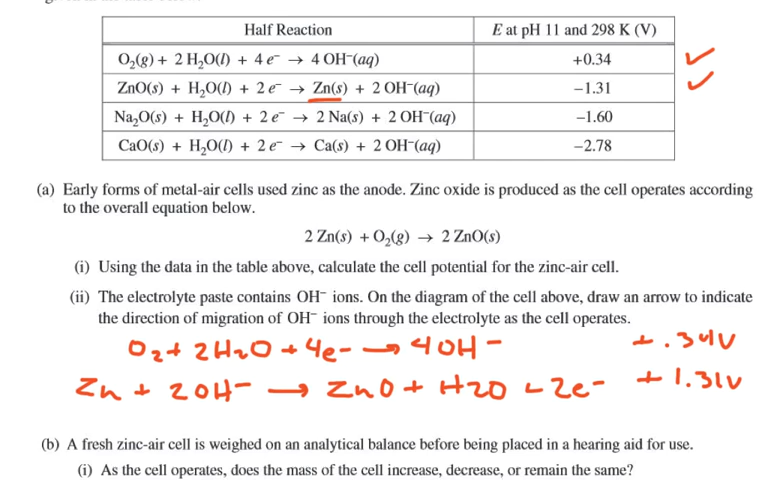 Half Reaction E at pH 11 and 298 K (V)
O₂(g) + 2 H₂O(l) + 4 e⁻ → 4 OH⁻(aq) +0.34
ZnO(s) + H₂O(l) + 2 e⁻ → Zn(s) + 2 OH⁻(aq) −1.31
Na₂O(s) + H₂O(l) + 2 e⁻ → 2 Na(s) + 2 OH⁻(aq) −1.60
CaO(s) + H₂O(l) + 2 e⁻ → Ca(s) + 2 OH⁻(aq) −2.78
(a) Early forms of metal-air cells used zinc as the anode. Zinc oxide is produced as the cell operates according
to the overall equation below.
2 Zn(s) + O₂(g) → 2 ZnO(s)
(i) Using the data in the table above, calculate the cell potential for the zinc-air cell.
(ii) The electrolyte paste contains OH⁻ ions. On the diagram of the cell above, draw an arrow to indicate
the direction of migration of OH⁻ ions through the electrolyte as the cell operates.
O₂+ 2H₂O + 4e- → 4OH- +.34V
Zn + 2OH- → ZnO + H2O + 2e- +1.31V
(b) A fresh zinc-air cell is weighed on an analytical balance before being placed in a hearing aid for use.
(i) As the cell operates, does the mass of the cell increase, decrease, or remain the same?